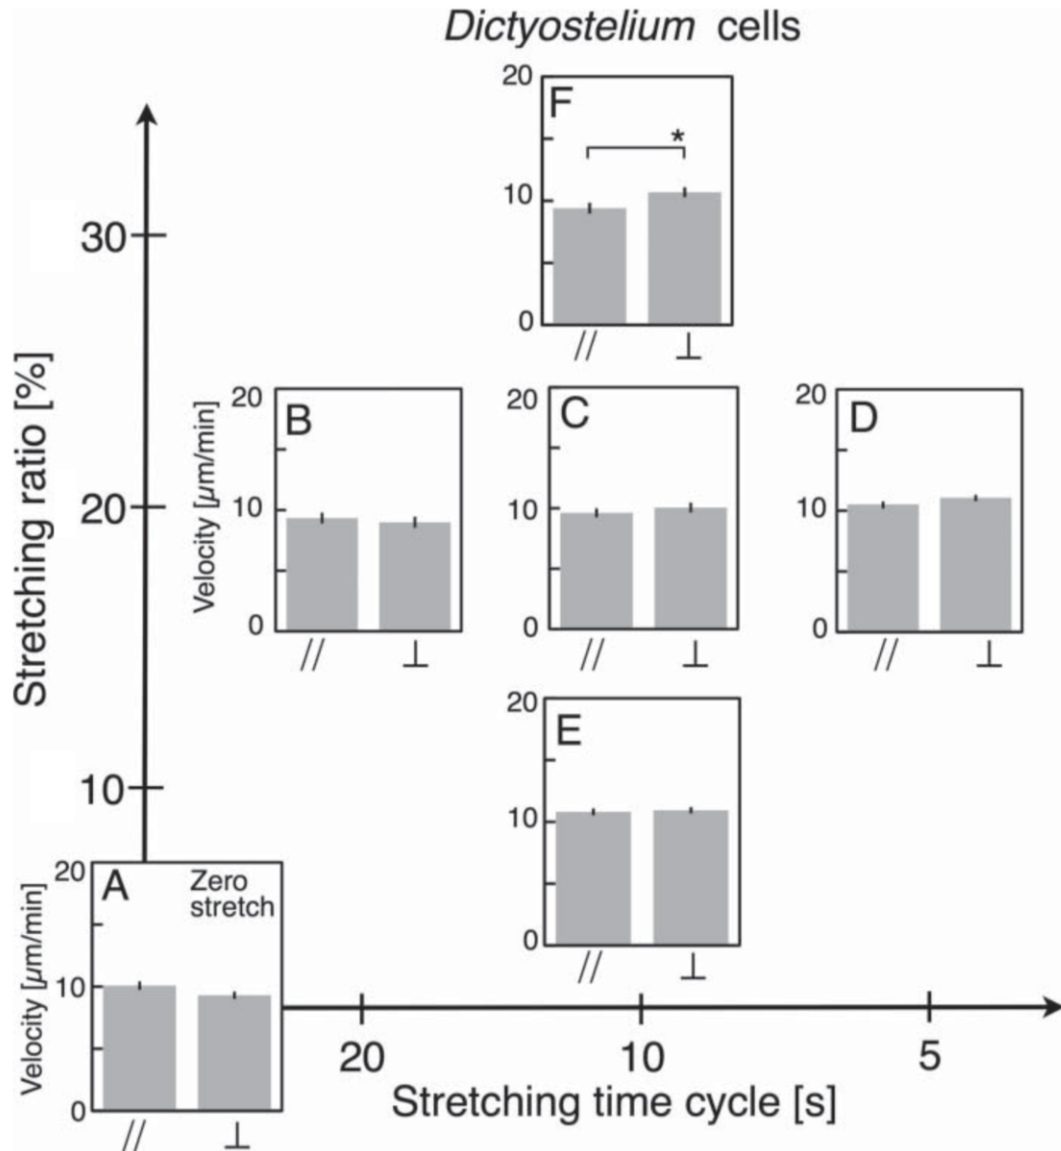 Dictyostelium cells
20
F
*
10
0
// ⊥
30
Stretching ratio [%]
20
10
Velocity [µm/min]
20
B
10
0
// ⊥
20
C
10
0
// ⊥
20
D
10
0
// ⊥
20
E
10
0
// ⊥
Velocity [µm/min]
20
A
Zero
stretch
10
0
// ⊥
20 10 5
Stretching time cycle [s]